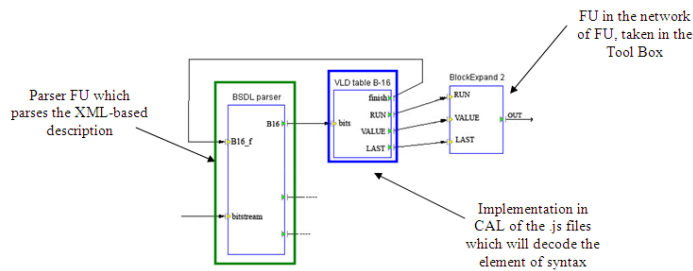 FU in the network
of FU, taken in the
Tool Box
Parser FU which
parses the XML-based
description
BSDL parser
B16
B16_f
bitstream
VLD table B-16
finish
RUN
bits
VALUE
LAST
BlockExpand 2
RUN
VALUE
OUT
LAST
Implementation in
CAL of the .js files
which will decode the
element of syntax